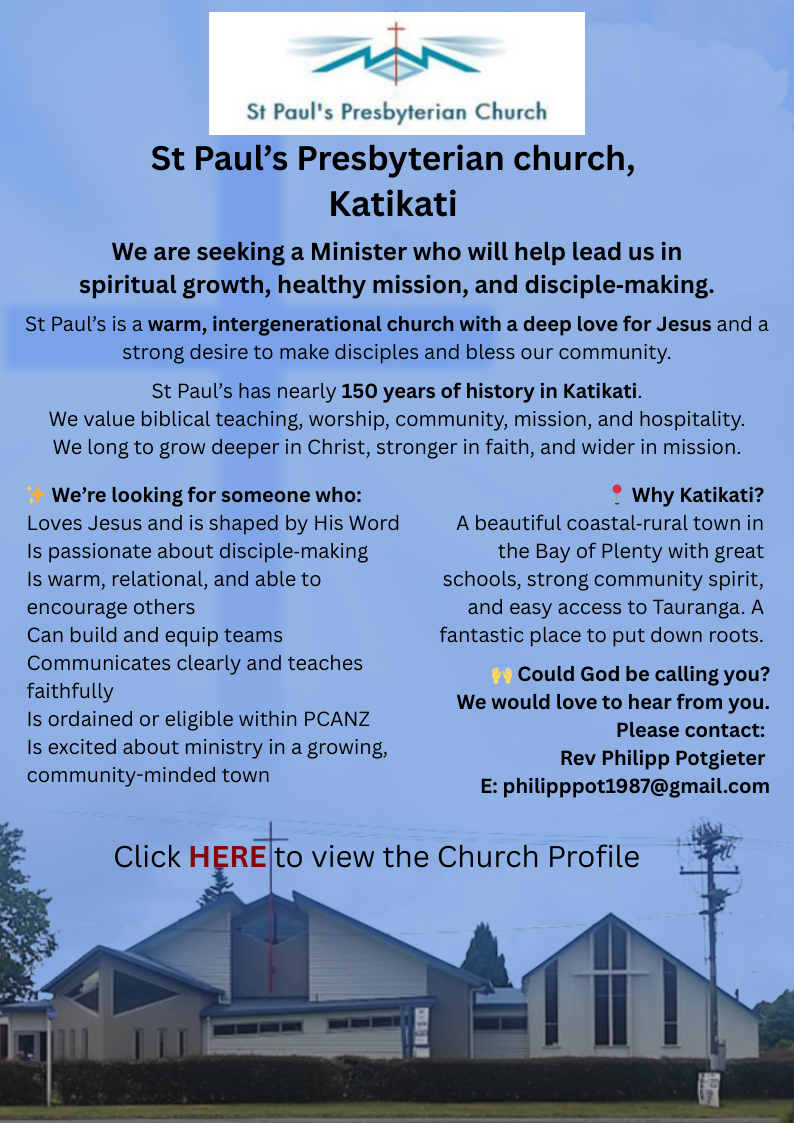 St Paul's Presbyterian Church
St Paul’s Presbyterian church,
Katikati
We are seeking a Minister who will help lead us in
spiritual growth, healthy mission, and disciple-making.
St Paul’s is a warm, intergenerational church with a deep love for Jesus and a
strong desire to make disciples and bless our community.
St Paul’s has nearly 150 years of history in Katikati.
We value biblical teaching, worship, community, mission, and hospitality.
We long to grow deeper in Christ, stronger in faith, and wider in mission.
✨ We’re looking for someone who:
Loves Jesus and is shaped by His Word
Is passionate about disciple-making
Is warm, relational, and able to
encourage others
Can build and equip teams
Communicates clearly and teaches
faithfully
Is ordained or eligible within PCANZ
Is excited about ministry in a growing,
community-minded town
📍 Why Katikati?
A beautiful coastal-rural town in
the Bay of Plenty with great
schools, strong community spirit,
and easy access to Tauranga. A
fantastic place to put down roots.
🙌 Could God be calling you?
We would love to hear from you.
Please contact:
Rev Philipp Potgieter
E: philipppot1987@gmail.com
Click HERE to view the Church Profile